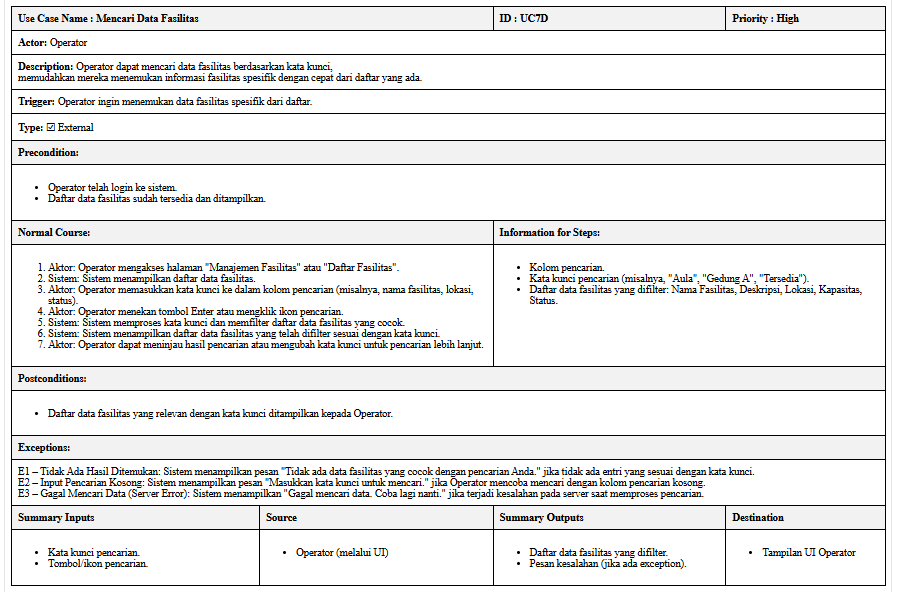 Use Case Name : Mencari Data Fasilitas
ID : UC7D
Priority : High
Actor: Operator
Description: Operator dapat mencari data fasilitas berdasarkan kata kunci,
memudahkan mereka menemukan informasi fasilitas spesifik dengan cepat dari daftar yang ada.
Trigger: Operator ingin menemukan data fasilitas spesifik dari daftar.
Type: ☑ External
Precondition:
• Operator telah login ke sistem.
• Daftar data fasilitas sudah tersedia dan ditampilkan.
Normal Course:
1. Aktor: Operator mengakses halaman "Manajemen Fasilitas" atau "Daftar Fasilitas".
2. Sistem: Sistem menampilkan daftar data fasilitas.
3. Aktor: Operator memasukkan kata kunci ke dalam kolom pencarian (misalnya, nama fasilitas, lokasi,
status).
4. Aktor: Operator menekan tombol Enter atau mengklik ikon pencarian.
5. Sistem: Sistem memproses kata kunci dan memfilter daftar data fasilitas yang cocok.
6. Sistem: Sistem menampilkan daftar data fasilitas yang telah difilter sesuai dengan kata kunci.
7. Aktor: Operator dapat meninjau hasil pencarian atau mengubah kata kunci untuk pencarian lebih lanjut.
Information for Steps:
• Kolom pencarian.
• Kata kunci pencarian (misalnya, "Aula", "Gedung A", "Tersedia").
• Daftar data fasilitas yang difilter: Nama Fasilitas, Deskripsi, Lokasi, Kapasitas,
Status.
Postconditions:
• Daftar data fasilitas yang relevan dengan kata kunci ditampilkan kepada Operator.
Exceptions:
E1 – Tidak Ada Hasil Ditemukan: Sistem menampilkan pesan "Tidak ada data fasilitas yang cocok dengan pencarian Anda." jika tidak ada entri yang sesuai dengan kata kunci.
E2 – Input Pencarian Kosong: Sistem menampilkan pesan "Masukkan kata kunci untuk mencari." jika Operator mencoba mencari dengan kolom pencarian kosong.
E3 – Gagal Mencari Data (Server Error): Sistem menampilkan "Gagal mencari data. Coba lagi nanti." jika terjadi kesalahan pada server saat memproses pencarian.
Summary Inputs
Source
Summary Outputs
Destination
• Kata kunci pencarian.
• Tombol/ikon pencarian.
• Operator (melalui UI)
• Daftar data fasilitas yang difilter.
• Pesan kesalahan (jika ada exception).
• Tampilan UI Operator